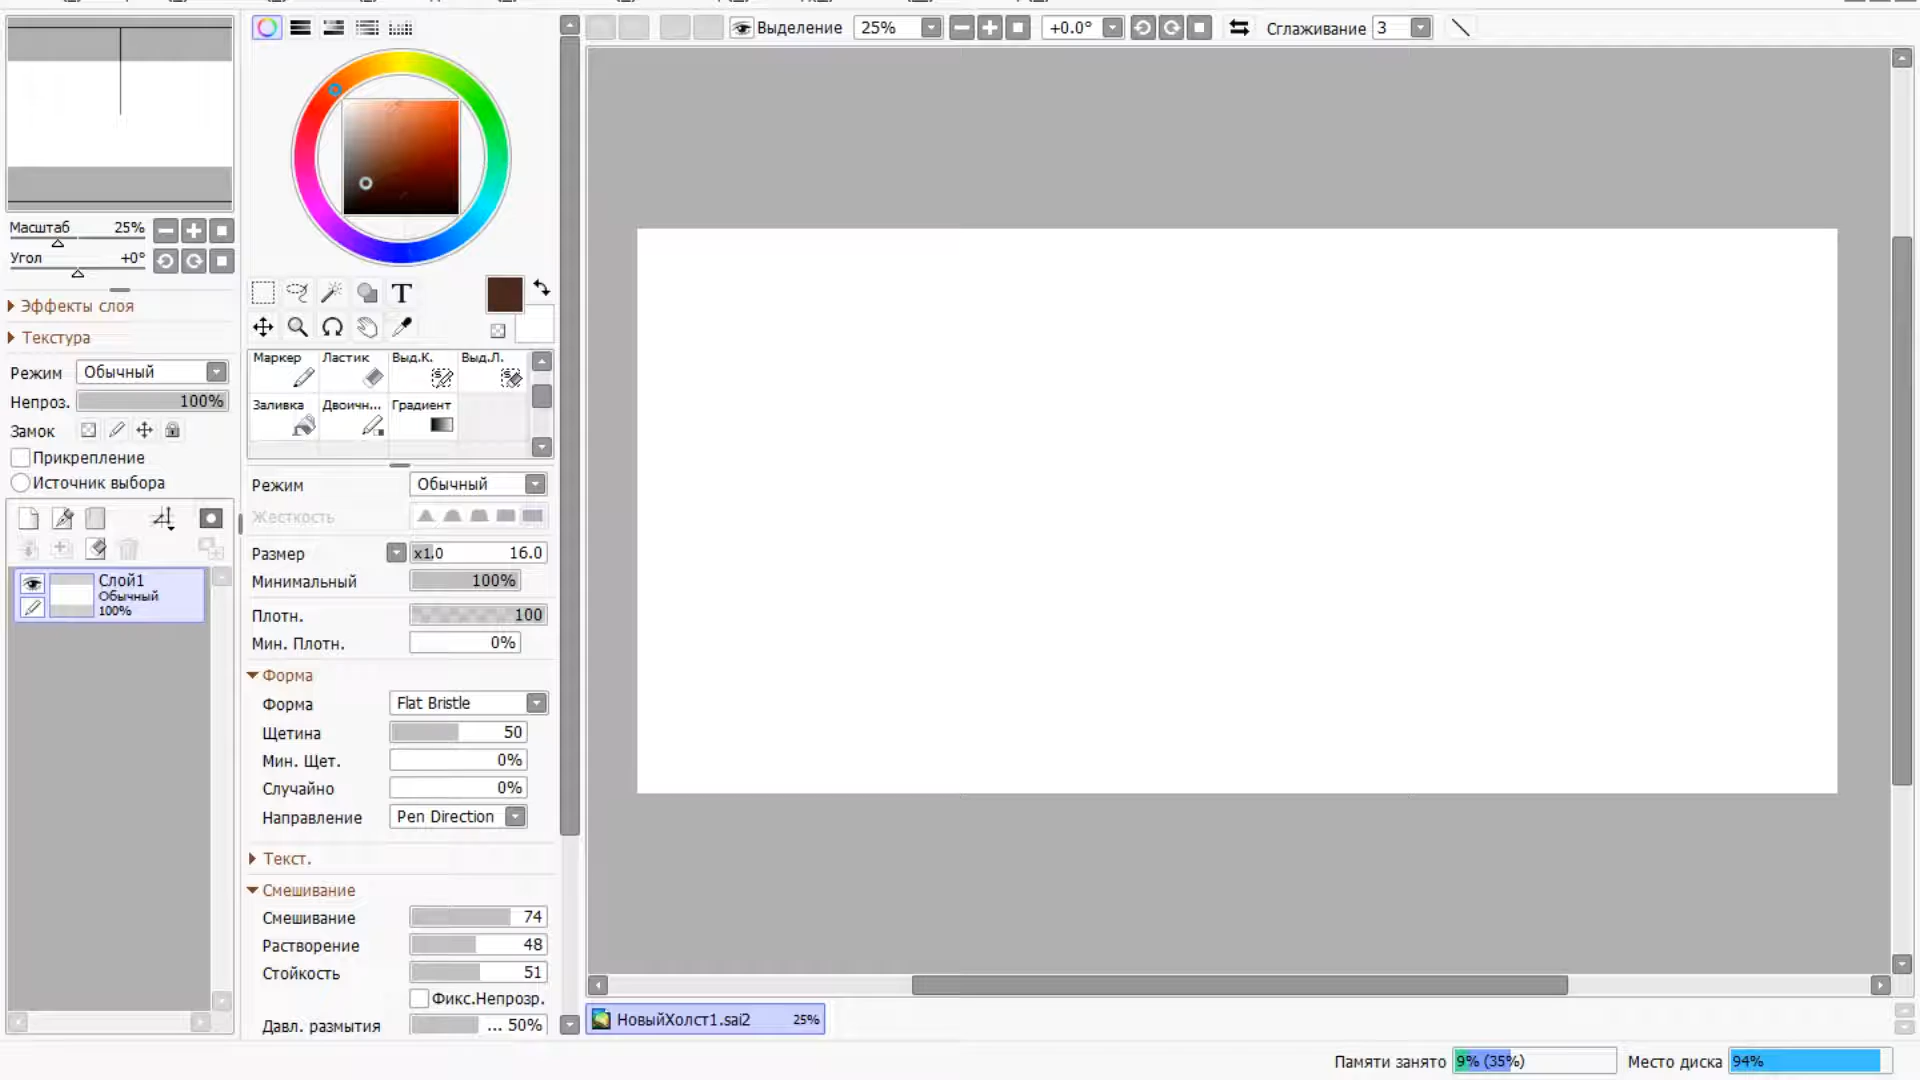 Выделение 25% +0.0° Сглаживание 3
Масштаб 25%
Угол +0°
Эффекты слоя
Текстура
Режим Обычный
Непроз. 100%
Замок
Прикрепление
Источник выбора
Слой1
Обычный
100%
T
Маркер Ластик Выд.К. Выд.Л.
Заливка Двоичн... Градиент
Режим Обычный
Жесткость
Размер x1.0 16.0
Минимальный 100%
Плотн. 100
Мин. Плотн. 0%
Форма
Форма Flat Bristle
Щетина 50
Мин. Щет. 0%
Случайно 0%
Направление Pen Direction
Текст.
Смешивание
Смешивание 74
Растворение 48
Стойкость 51
Фикс.Непрозр.
Давл. размытия ... 50%
НовыйХолст1.sai2 25%
Памяти занято 9% (35%) Место диска 94%